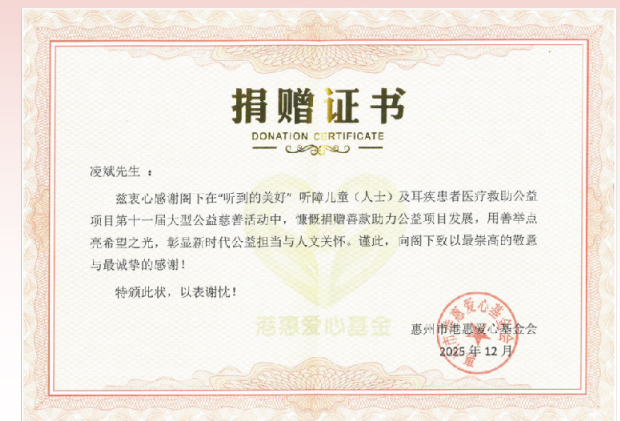 捐赠证书
DONATION CERTIFICATE
凌斌先生：
兹衷心感谢阁下在“听到的美好”听障儿童（人士）及耳疾患者医疗救助公益
项目第十一届大型公益慈善活动中，慷慨捐赠善款助力公益项目发展，用善举点
亮希望之光，彰显新时代公益担当与人文关怀。谨此，向阁下致以最崇高的敬意
与最诚挚的感谢！
特颁此状，以表谢忱！
港惠爱心基金
惠州市港惠爱心基金会
2025 年 12 月